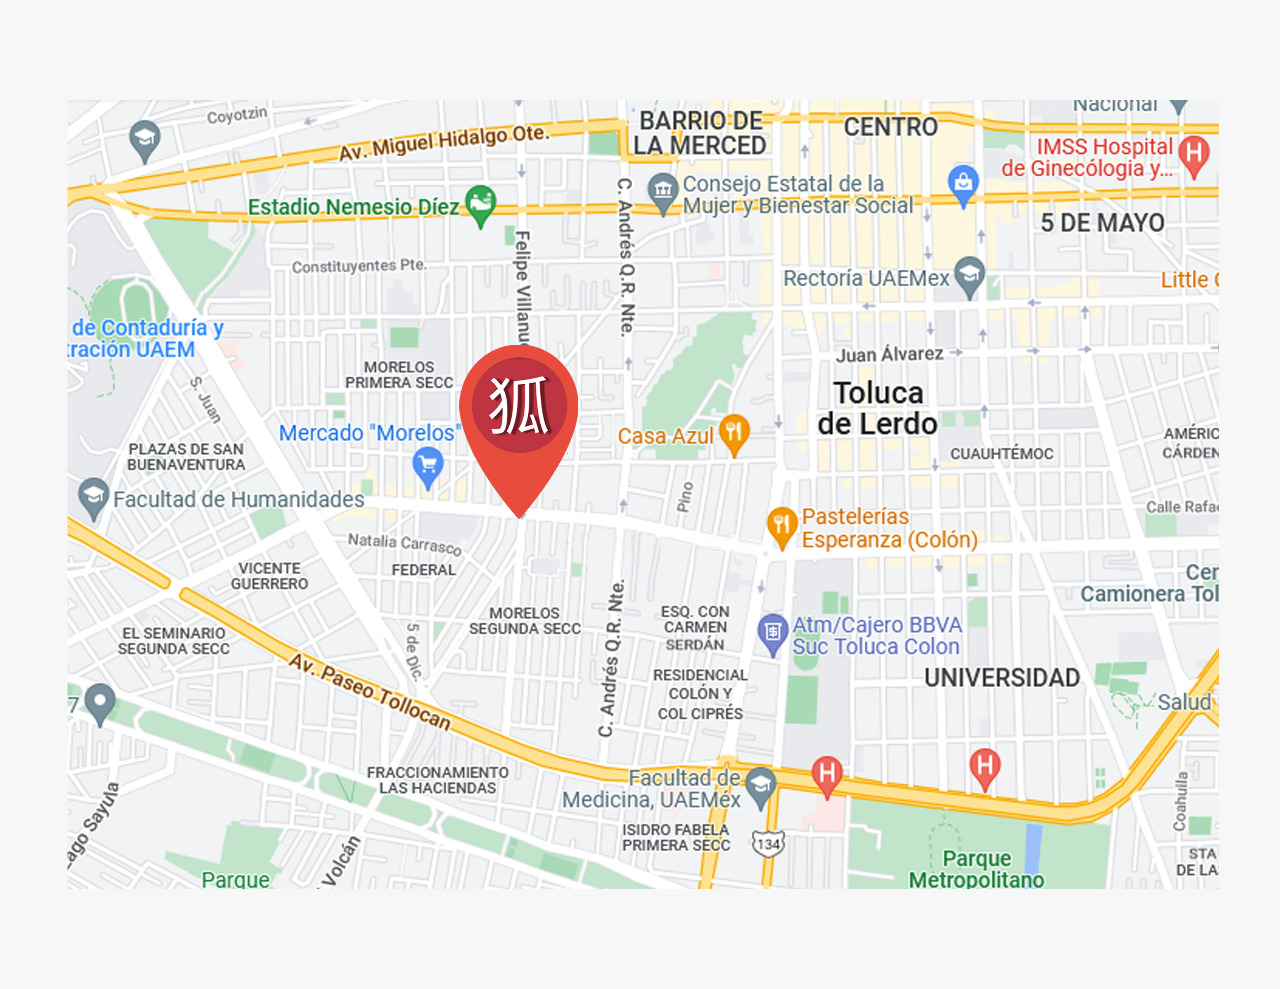 Coyotzin
Av. Miguel Hidalgo Ote.
BARRIO DE
LA MERCED
CENTRO
Nacional
IMSS Hospital
de Ginecólogia y...
Consejo Estatal de la
Mujer y Bienestar Social
Estadio Nemesio Díez
5 DE MAYO
C. Andrés Q.R. Nte.
Felipe Villanu
Constituyentes Pte.
Rectoría UAEMex
Little
de Contaduría y
tración UAEM
Juan Álvarez
MORELOS
PRIMERA SECC
S. Juan
狐
Toluca
de Lerdo
Mercado "Morelos"
Casa Azul
PLAZAS DE SAN
BUENAVENTURA
CUAUHTÉMOC
AMÉRIC
CÁRDEN
Facultad de Humanidades
Pino
Calle Rafae
Pastelerías
Esperanza (Colón)
Natalia Carrasco
FEDERAL
VICENTE
GUERRERO
Cer
Camionera Tol
MORELOS
SEGUNDA SECC
C. Andrés Q.R. Nte.
ESQ. CON
CARMEN
SERDÁN
Atm/Cajero BBVA
Suc Toluca Colon
EL SEMINARIO
SEGUNDA SECC
5 de Dic.
Av. Paseo Tollocan
RESIDENCIAL
COLÓN Y
COL CIPRÉS
UNIVERSIDAD
7
Salud
FRACCIONAMIENTO
LAS HACIENDAS
Facultad de
Medicina, UAEMéx
H
H
H
Coahuila
ago Sayula
Volcán
ISIDRO FABELA
PRIMERA SECC
134
Parque
Parque
Metropolitano
STA
DE LA